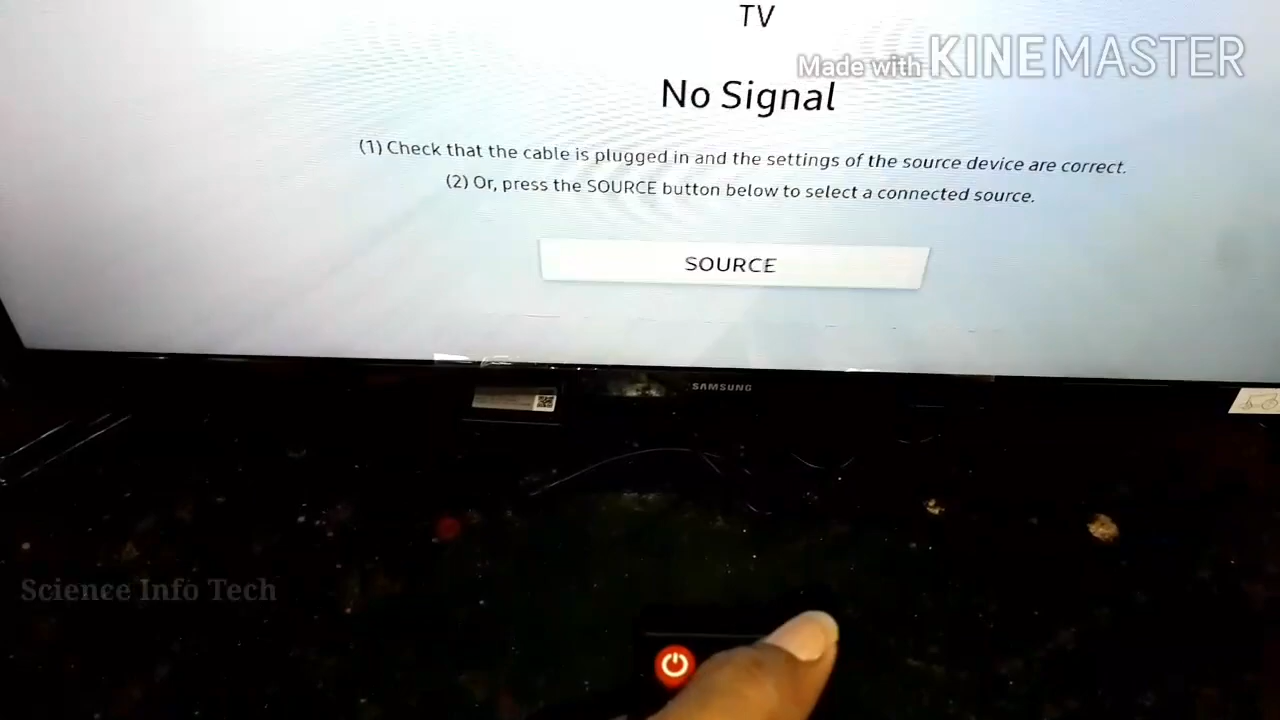 TV
Made with KINEMASTER
No Signal
(1) Check that the cable is plugged in and the settings of the source device are correct.
(2) Or, press the SOURCE button below to select a connected source.
SOURCE
SAMSUNG
Science Info Tech